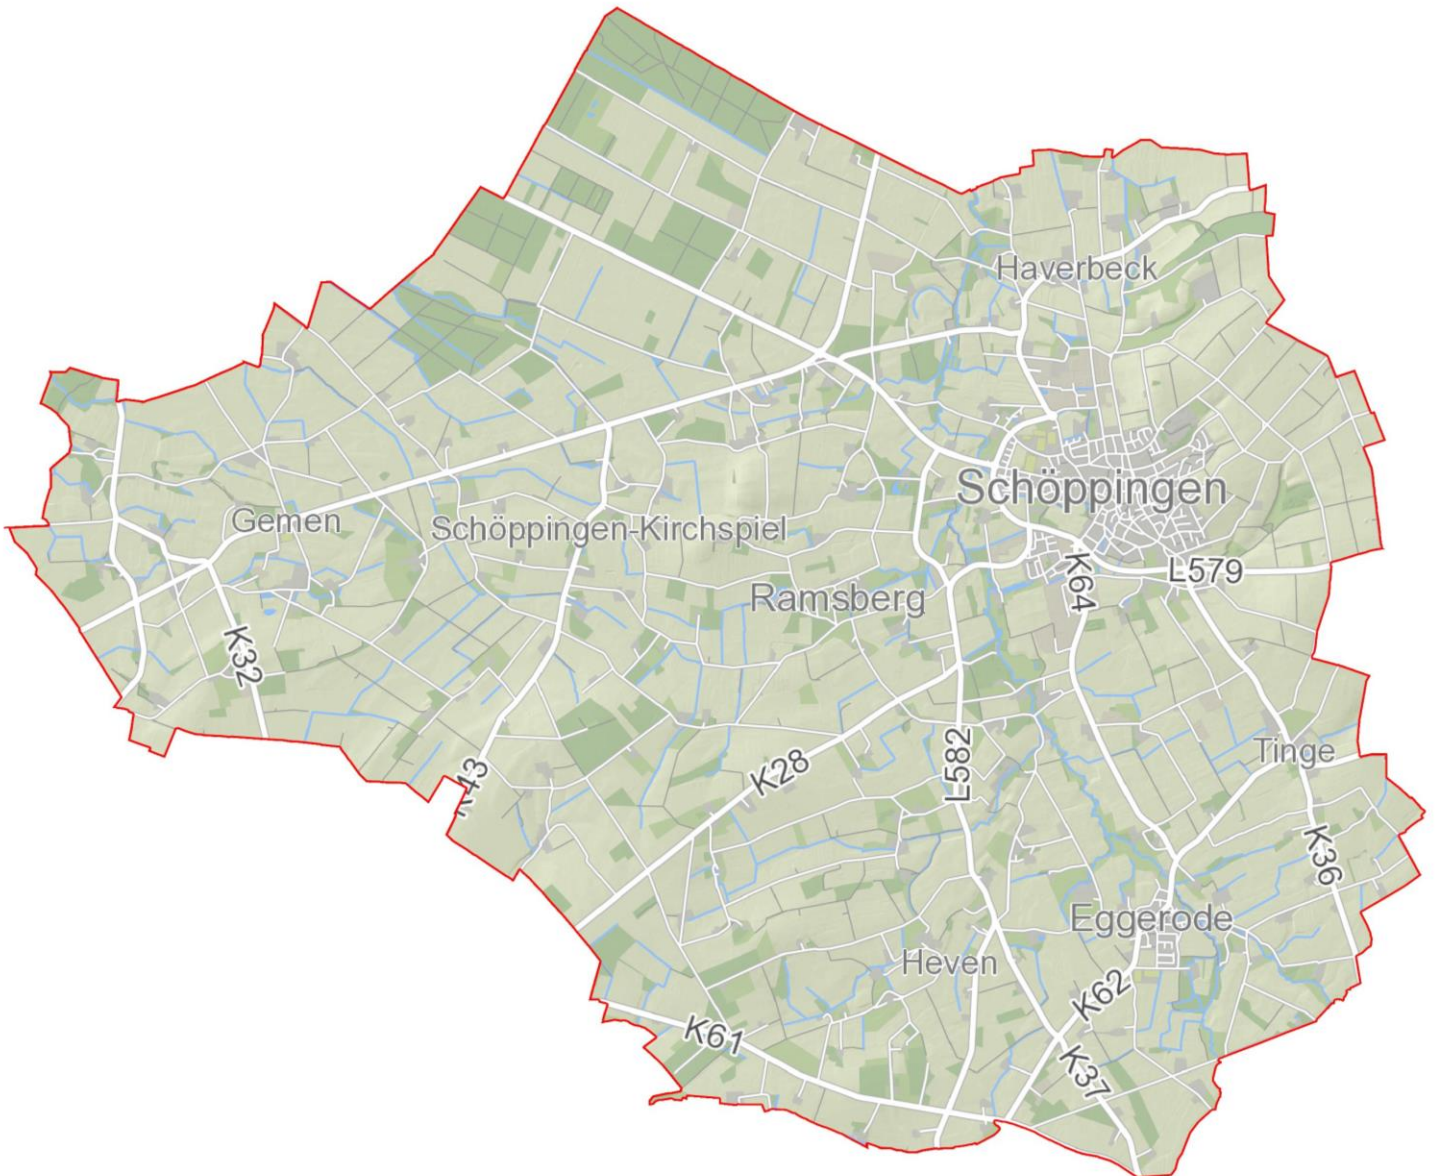 Haverbeck
Schöppingen
Gemen
Schöppingen-Kirchspiel
L579
K64
Ramsberg
K32
Tinge
L582
K28
K43
K36
Eggerode
Heven
K62
K61
K37